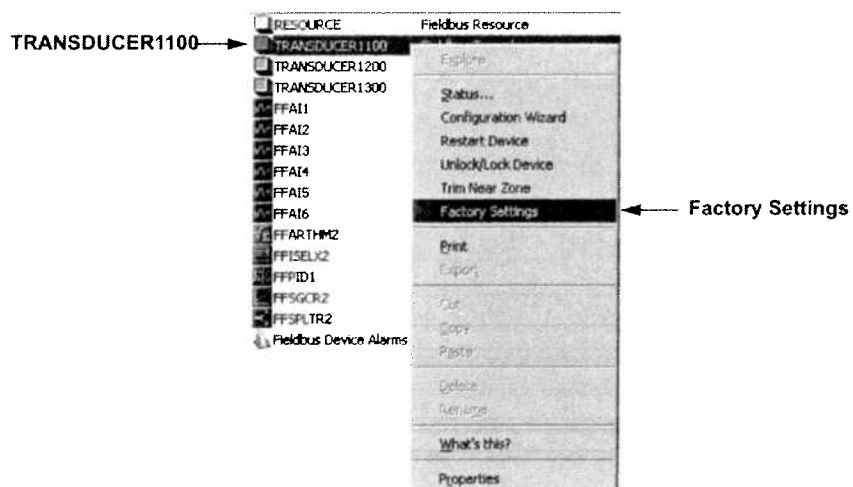 RESOURCE Fieldbus Resource
TRANSDUCER1100 TRANSDUCER1100
TRANSDUCER1200
TRANSDUCER1300
FFAI1
FFAI2
FFAI3
FFAI4
FFAI5
FFAI6
FFARTHM2
FFISELX2
FFPID1
FFSGCR2
FFSPLTR2
Fieldbus Device Alarms
Explore
Status...
Configuration Wizard
Restart Device
Unlock/Lock Device
Trim Near Zone
Factory Settings Factory Settings
Print
Export
Cut
Copy
Paste
Delete
Rename
What's this?
Properties